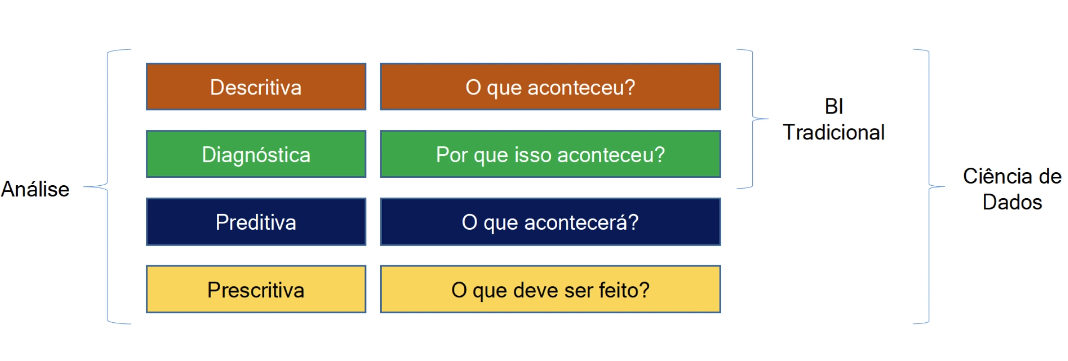 Análise
Descritiva
O que aconteceu?
Diagnóstica
Por que isso aconteceu?
Preditiva
O que acontecerá?
Prescritiva
O que deve ser feito?
BI
Tradicional
Ciência de
Dados